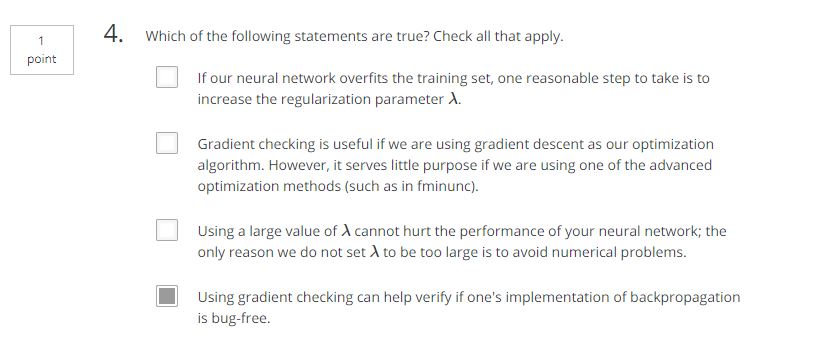 1
point
4. Which of the following statements are true? Check all that apply.
If our neural network overfits the training set, one reasonable step to take is to
increase the regularization parameter λ.
Gradient checking is useful if we are using gradient descent as our optimization
algorithm. However, it serves little purpose if we are using one of the advanced
optimization methods (such as in fminunc).
Using a large value of λ cannot hurt the performance of your neural network; the
only reason we do not set λ to be too large is to avoid numerical problems.
Using gradient checking can help verify if one's implementation of backpropagation
is bug-free.